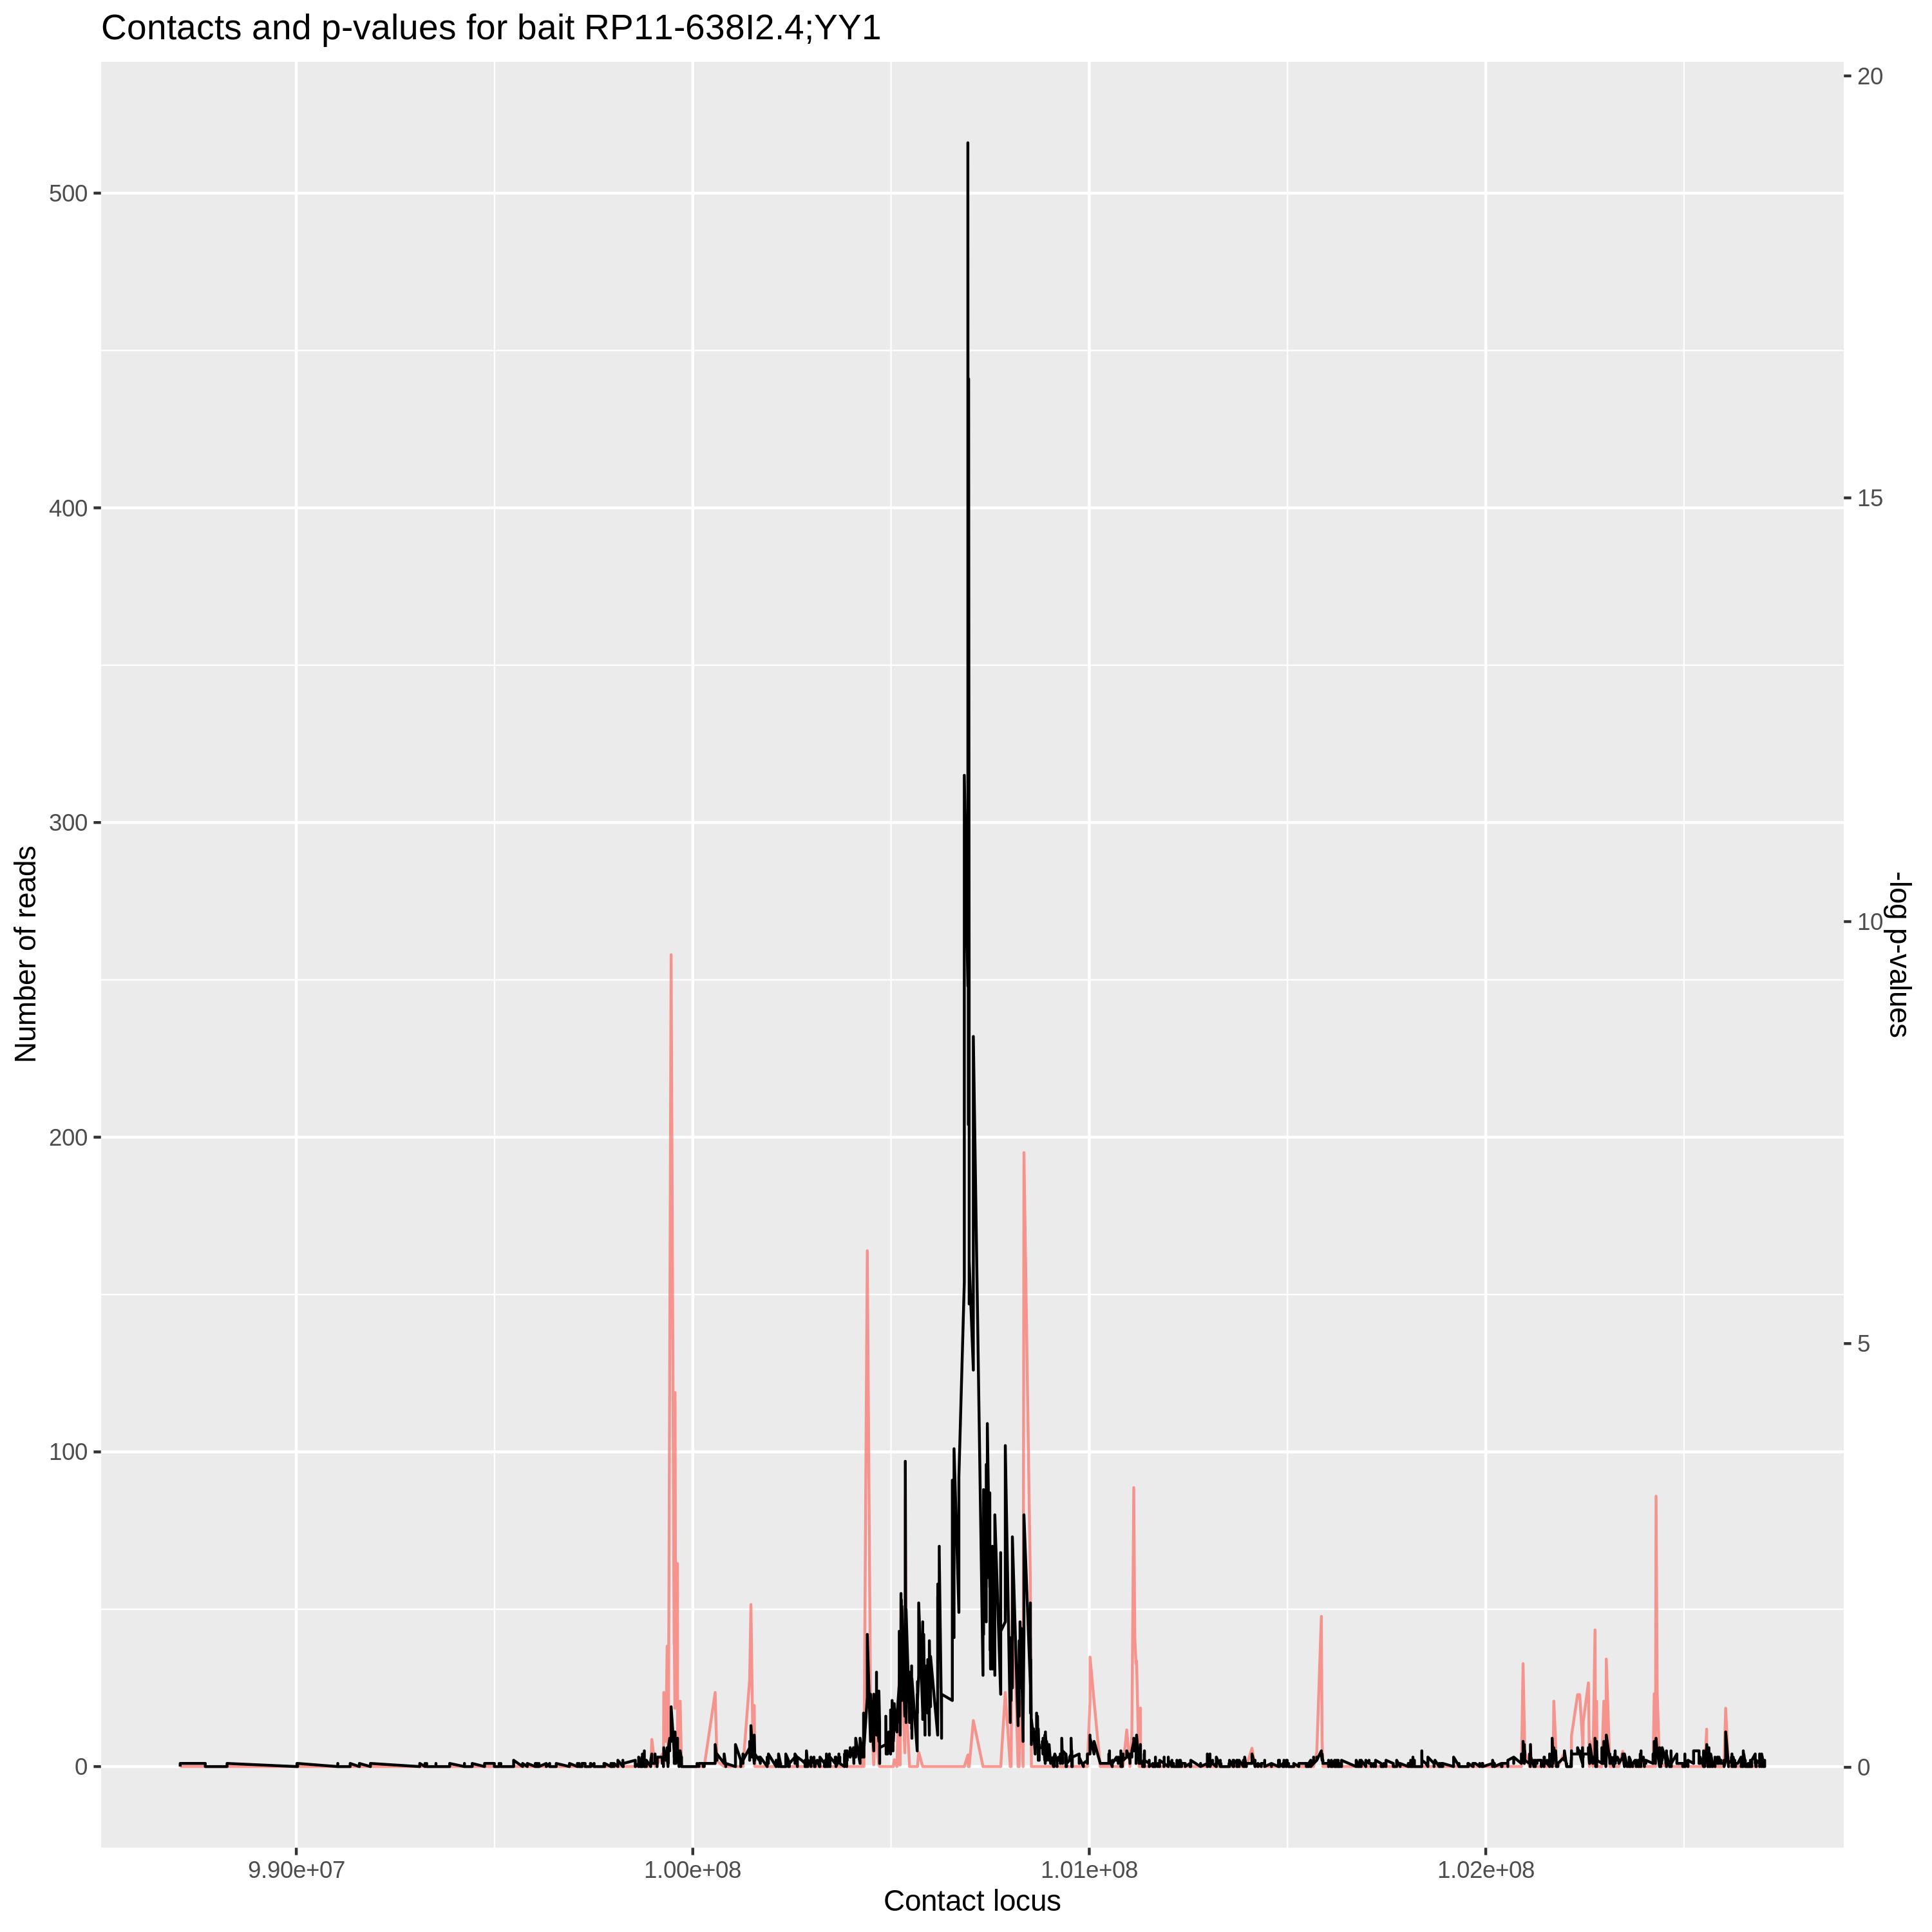 Contacts and p-values for bait RP11-638I2.4;YY1
Number of reads
500
400
300
200
100
0
20
15
10
5
0
-log p-values
9.90e+07
1.00e+08
1.01e+08
1.02e+08
Contact locus